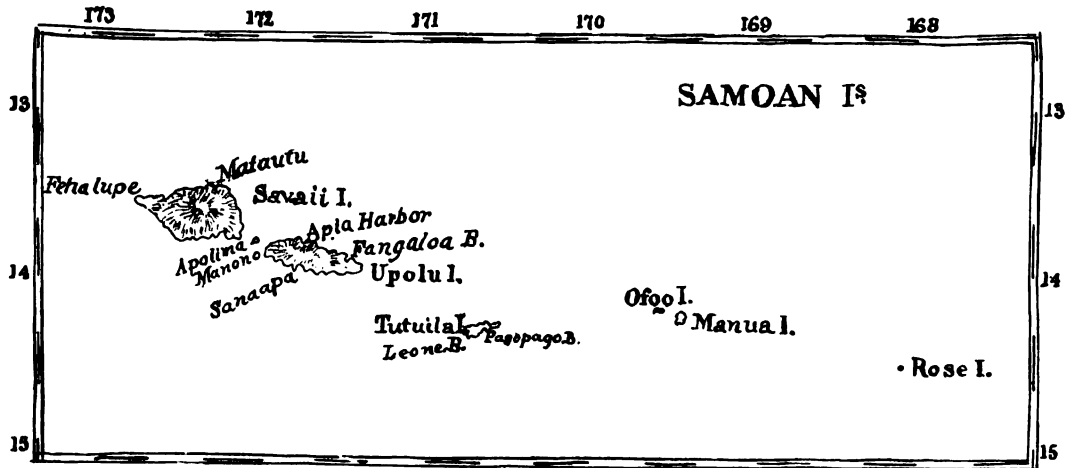 173 172 171 170 169 168
SAMOAN Is.
13 13
Matautu
Fehalupe
Savaii I.
Apia Harbor
Apolima
Fangaloa B.
Manono
Upolu I.
14 14
Sanaapa
Ofoo I.
Manua I.
Tutuila I.
Pagopago B.
Leone B.
Rose I.
15 15